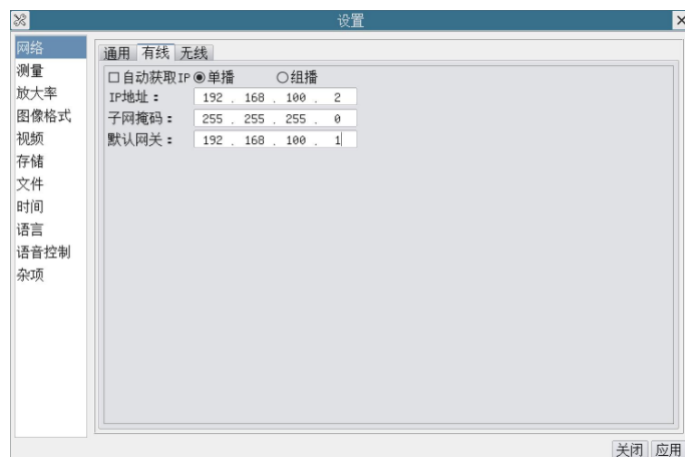 设置
网络
测量
放大率
图像格式
视频
存储
文件
时间
语言
语音控制
杂项
通用 有线 无线
自动获取IP 单播 组播
IP地址： 192 . 168 . 100 . 2
子网掩码： 255 . 255 . 255 . 0
默认网关： 192 . 168 . 100 . 1
关闭 应用